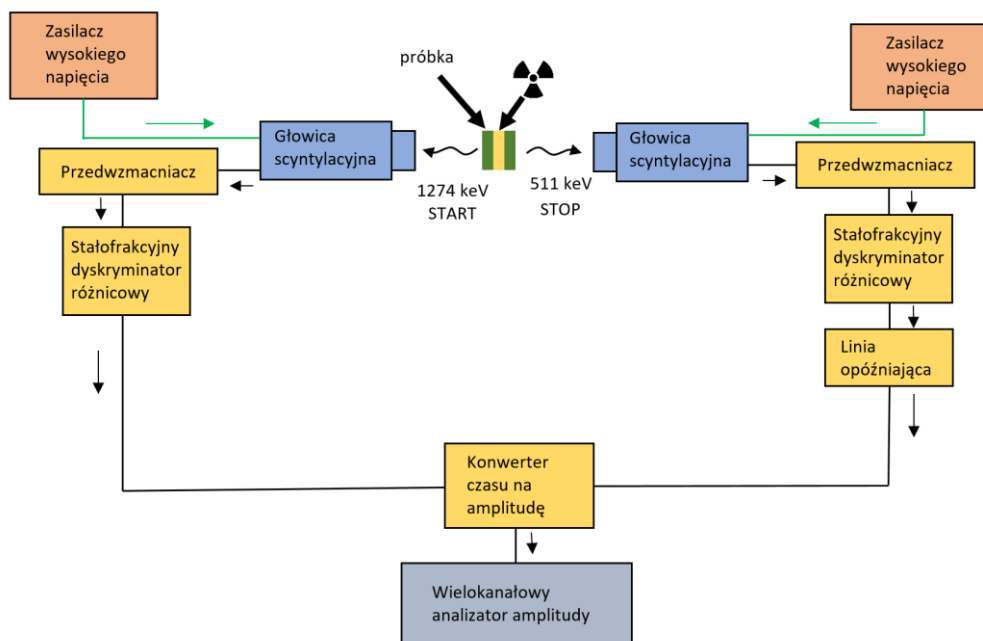 Zasilacz
wysokiego
napięcia
próbka
Zasilacz
wysokiego
napięcia
Głowica
scyntylacyjna
Głowica
scyntylacyjna
Przedwzmacniacz
1274 keV
START
511 keV
STOP
Przedwzmacniacz
Stałofrakcyjny
dyskryminator
różnicowy
Stałofrakcyjny
dyskryminator
różnicowy
Linia
opóźniająca
Konwerter
czasu na
amplitudę
Wielokanałowy
analizator amplitudy